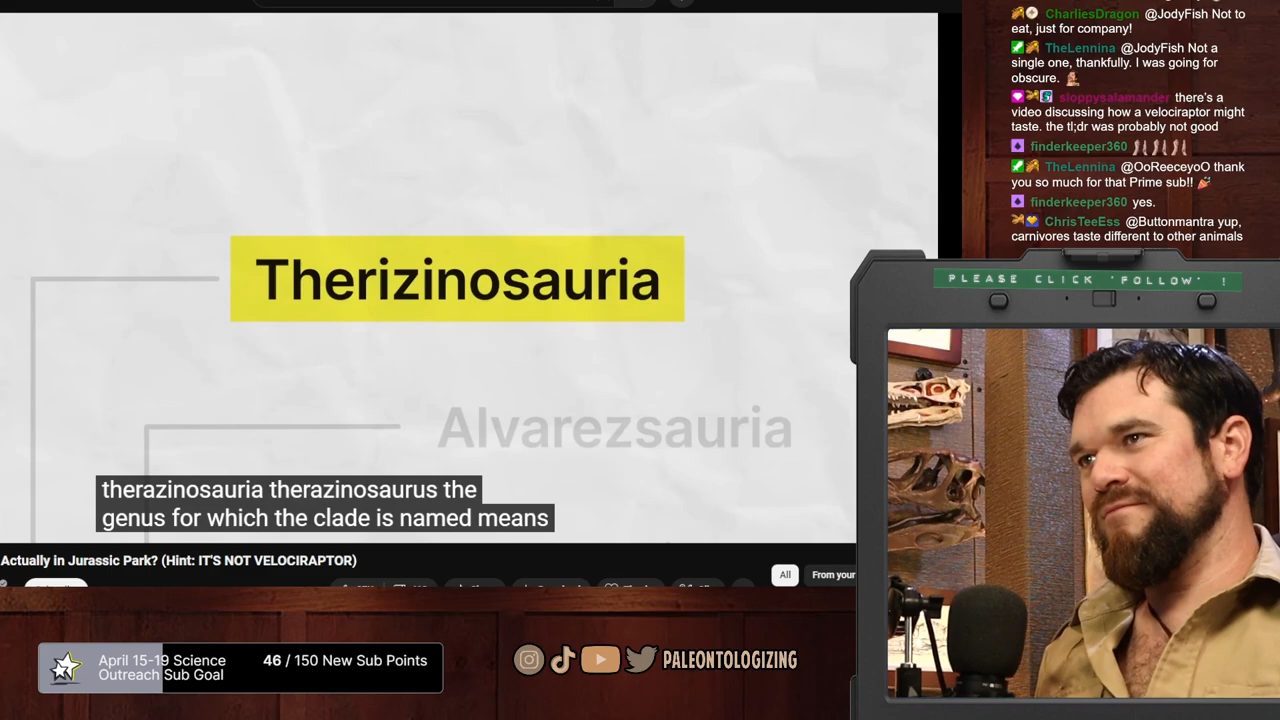 Therizinosauria
Alvarezsauria
therazinosauria therazinosaurus the
genus for which the clade is named means
Actually in Jurassic Park? (Hint: IT'S NOT VELOCIRAPTOR)
All
From your
April 15-19 Science
Outreach Sub Goal
46 / 150 New Sub Points
PALEONTOLOGIZING
CharliesDragon @JodyFish Not to
eat, just for company!
TheLennina @JodyFish Not a
single one, thankfully. I was going for
obscure.
sloppysalamander there's a
video discussing how a velociraptor might
taste. the tl;dr was probably not good
finderkeeper360
TheLennina @OoReeceyoO thank
you so much for that Prime sub!!
finderkeeper360 yes.
ChrisTeeEss @Buttonmantra yup,
carnivores taste different to other animals
PLEASE CLICK 'FOLLOW' !